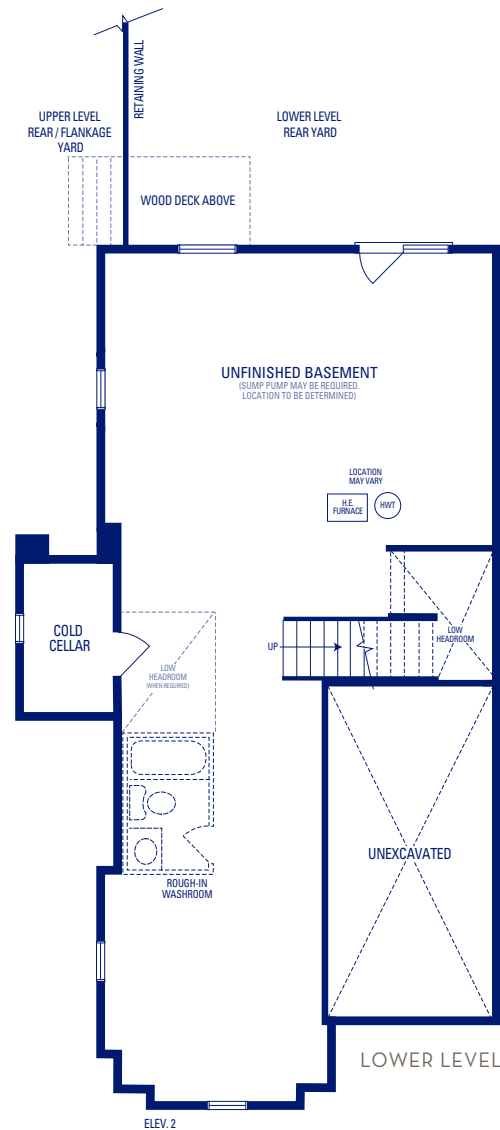 RETAINING WALL
UPPER LEVEL
REAR / FLANKAGE
YARD
LOWER LEVEL
REAR YARD
WOOD DECK ABOVE
UNFINISHED BASEMENT
(SUMP PUMP MAY BE REQUIRED.
LOCATION TO BE DETERMINED)
LOCATION
MAY VARY
H.E.
FURNACE
HWT
COLD
CELLAR
UP
LOW
HEADROOM
LOW
HEADROOM
(WHEN REQUIRED)
UNEXCAVATED
ROUGH-IN
WASHROOM
LOWER LEVEL
ELEV. 2